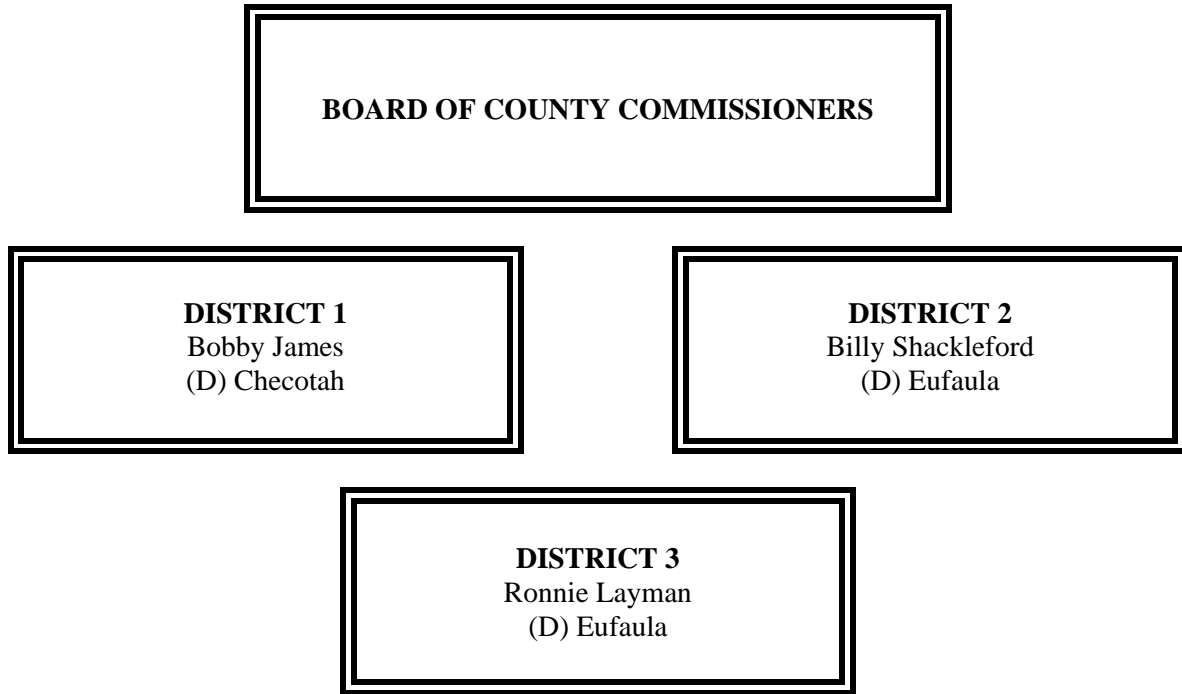 BOARD OF COUNTY COMMISSIONERS
DISTRICT 1
Bobby James
(D) Checotah
DISTRICT 2
Billy Shackleford
(D) Eufaula
DISTRICT 3
Ronnie Layman
(D) Eufaula